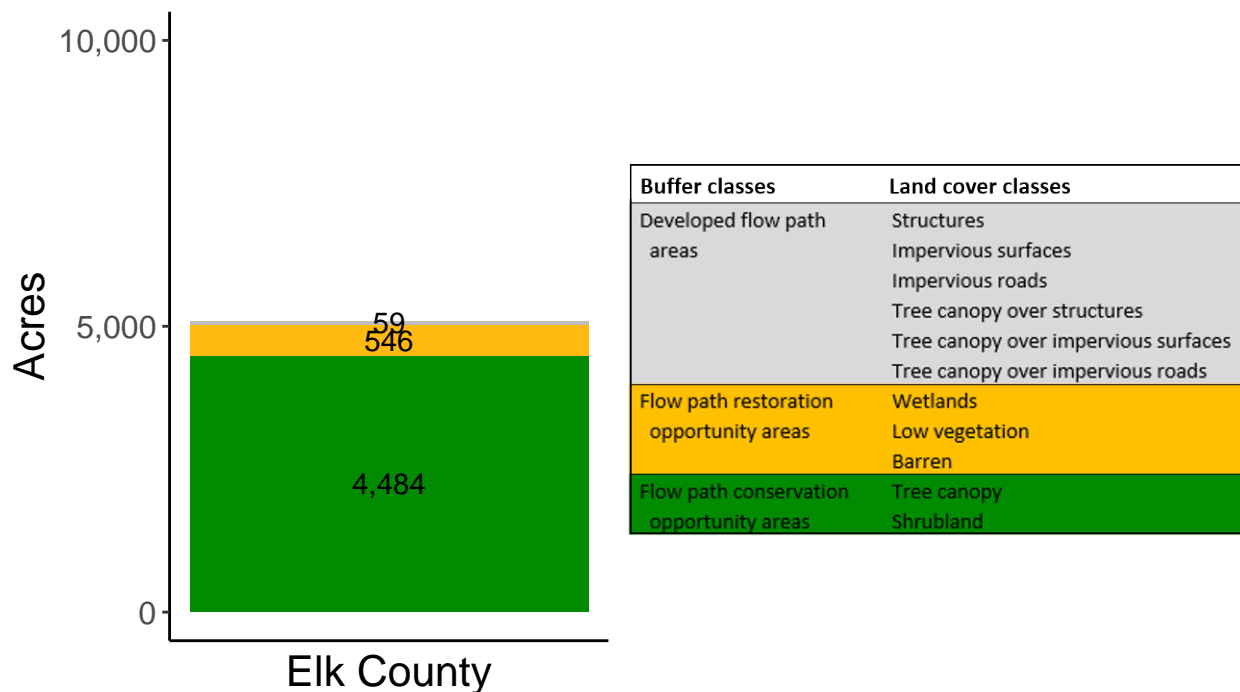 10,000
5,000
0
Acres
59
546
4,484
Elk County
Buffer classes Land cover classes
Developed flow path Structures
areas Impervious surfaces
Impervious roads
Tree canopy over structures
Tree canopy over impervious surfaces
Tree canopy over impervious roads
Flow path restoration Wetlands
opportunity areas Low vegetation
Barren
Flow path conservation Tree canopy
opportunity areas Shrubland